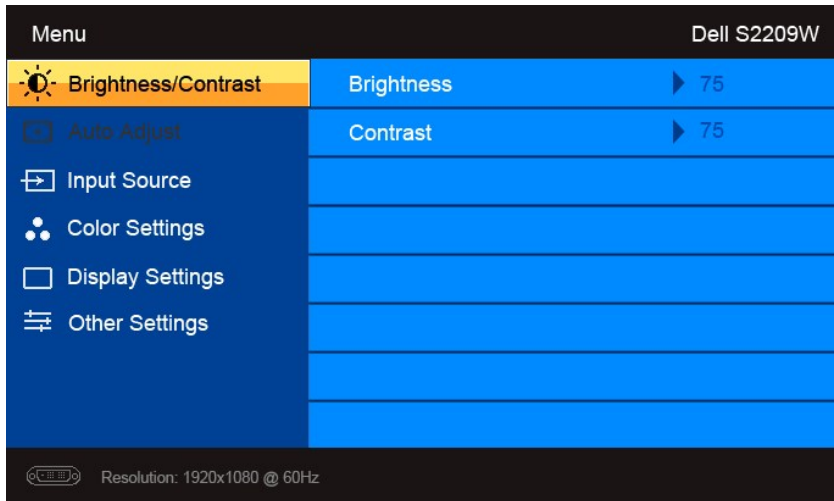 Menu Dell S2209W
Brightness/Contrast Brightness 75
Auto Adjust Contrast 75
Input Source
Color Settings
Display Settings
Other Settings
Resolution: 1920x1080 @ 60Hz